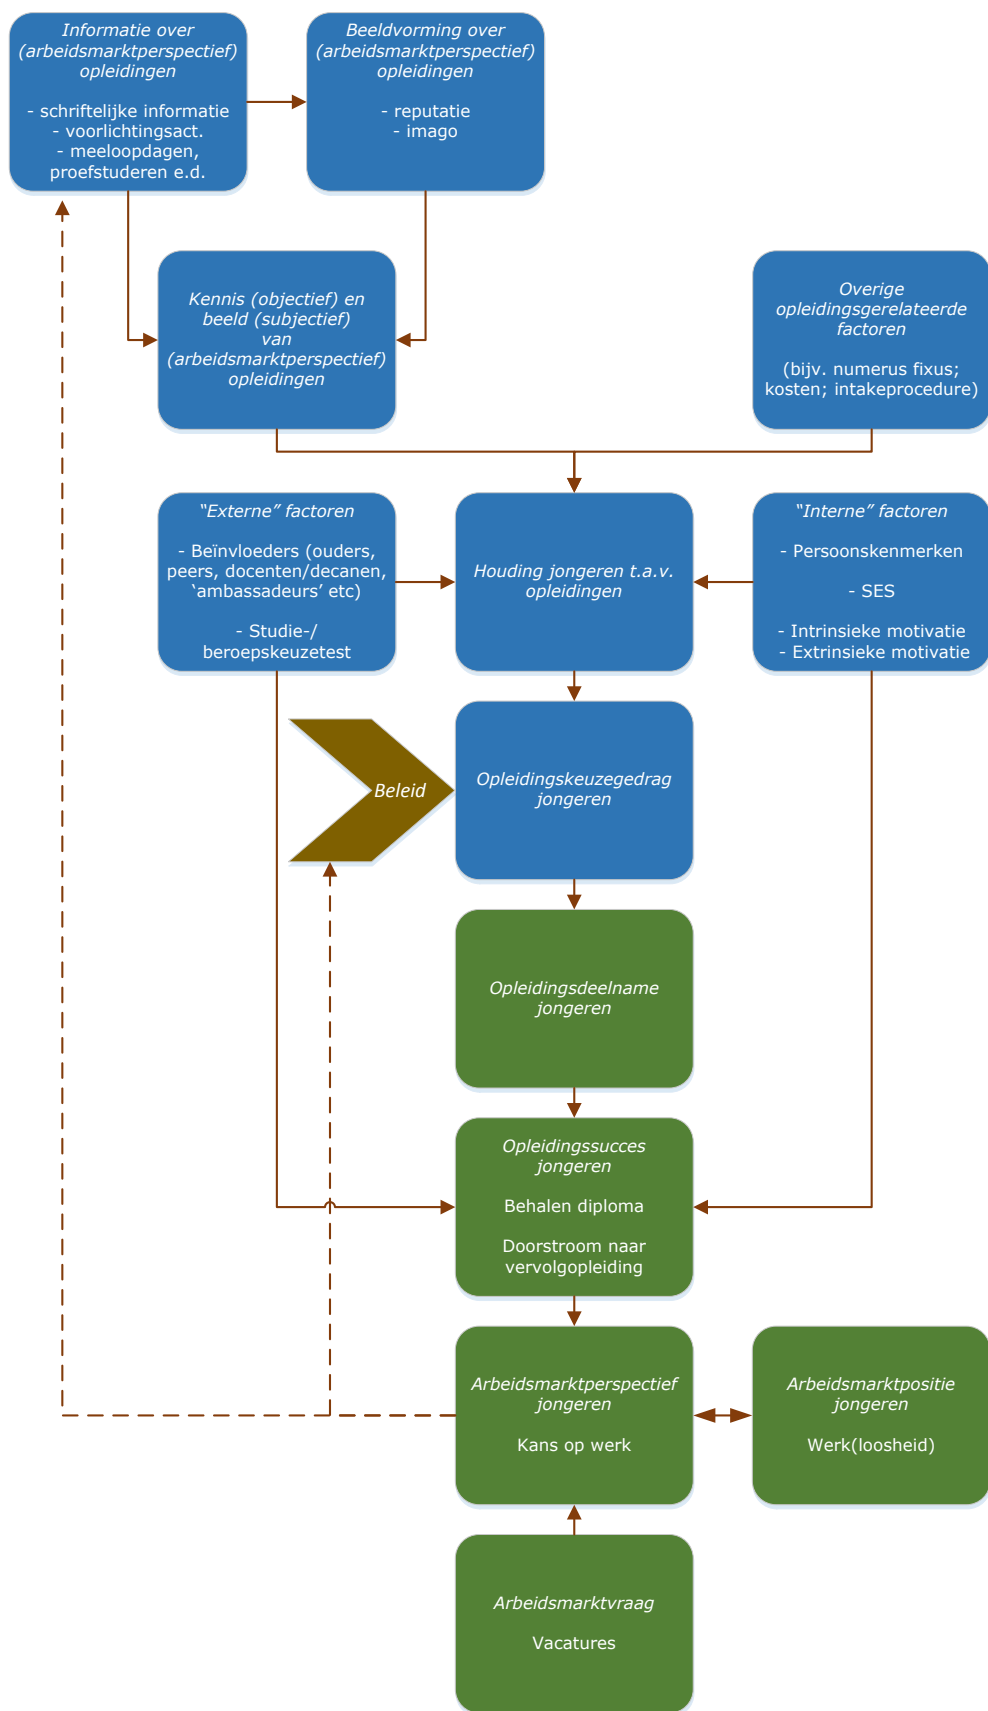 Informatie over
(arbeidsmarktperspectief)
opleidingen
- schriftelijke informatie
- voorlichtingsact.
- meeloopdagen,
proefstuderen e.d.
Beeldvorming over
(arbeidsmarktperspectief)
opleidingen
- reputatie
- imago
Kennis (objectief) en
beeld (subjectief)
van
(arbeidsmarktperspectief)
opleidingen
Overige
opleidingsgerelateerde
factoren
(bijv. numerus fixus;
kosten; intakeprocedure)
“Externe” factoren
- Beïnvloeders (ouders,
peers, docenten/decanen,
‘ambassadeurs’ etc)
- Studie-/
beroepskeuzetest
Houding jongeren t.a.v.
opleidingen
“Interne” factoren
- Persoonskenmerken
- SES
- Intrinsieke motivatie
- Extrinsieke motivatie
Beleid
Opleidingskeuzegedrag
jongeren
Opleidingsdeelname
jongeren
Opleidingssucces
jongeren
Behalen diploma
Doorstroom naar
vervolgopleiding
Arbeidsmarktperspectief
jongeren
Kans op werk
Arbeidsmarktpositie
jongeren
Werk(loosheid)
Arbeidsmarktvraag
Vacatures